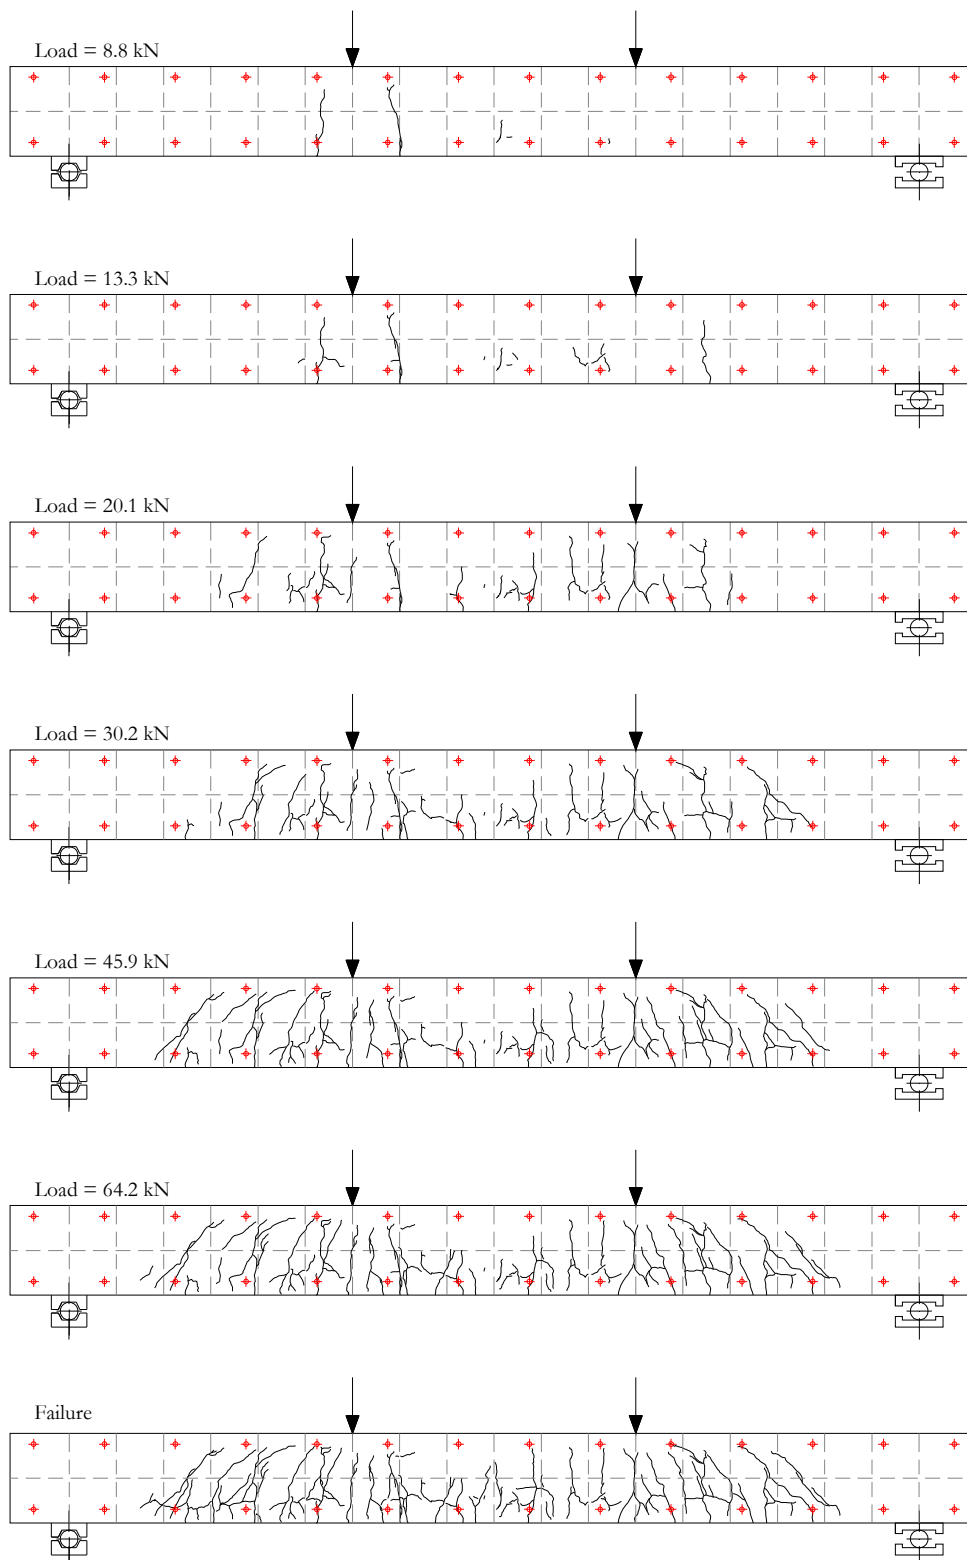 Load = 8.8 kN
Load = 13.3 kN
Load = 20.1 kN
Load = 30.2 kN
Load = 45.9 kN
Load = 64.2 kN
Failure